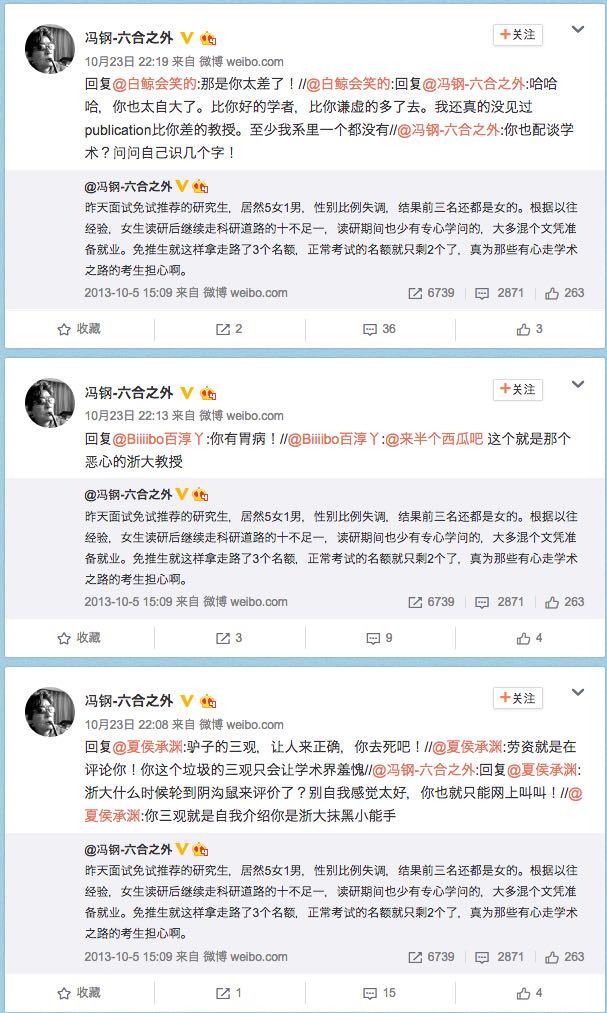 冯钢-六合之外
+关注
10月23日 22:19 来自 微博 weibo.com
回复@白鲸会笑的:那是你太差了！//@白鲸会笑的:回复@冯钢-六合之外:哈哈
哈，你也太自大了。比你好的学者，比你谦虚的多了去。我还真的没见过
publication比你差的教授。至少我系里一个都没有//@冯钢-六合之外:你也配谈学
术？问问自己识几个字！
@冯钢-六合之外
昨天面试免试推荐的研究生，居然5女1男，性别比例失调，结果前三名还都是女的。根据以往
经验，女生读研后继续走科研道路的十不足一，读研期间也少有专心学问的，大多混个文凭准
备就业。免推生就这样拿走路了3个名额，正常考试的名额就只剩2个了，真为那些有心走学术
之路的考生担心啊。
2013-10-5 15:09 来自 微博 weibo.com 6739 2871 263
收藏 2 36 3
冯钢-六合之外
+关注
10月23日 22:13 来自 微博 weibo.com
回复@Biiiibo百淳丫:你有胃病！//@Biiiibo百淳丫:@来半个西瓜吧 这个就是那个
恶心的浙大教授
@冯钢-六合之外
昨天面试免试推荐的研究生，居然5女1男，性别比例失调，结果前三名还都是女的。根据以往
经验，女生读研后继续走科研道路的十不足一，读研期间也少有专心学问的，大多混个文凭准
备就业。免推生就这样拿走路了3个名额，正常考试的名额就只剩2个了，真为那些有心走学术
之路的考生担心啊。
2013-10-5 15:09 来自 微博 weibo.com 6739 2871 263
收藏 3 9 4
冯钢-六合之外
+关注
10月23日 22:08 来自 微博 weibo.com
回复@夏侯承渊:驴子的三观，让人来正确，你去死吧！//@夏侯承渊:劳资就是在
评论你！你这个垃圾的三观只会让学术界羞愧//@冯钢-六合之外:回复@夏侯承渊:
浙大什么时候轮到阴沟鼠来评价了？别自我感觉太好，你也就只能网上叫叫！//@
夏侯承渊:你三观就是自我介绍你是浙大抹黑小能手
@冯钢-六合之外
昨天面试免试推荐的研究生，居然5女1男，性别比例失调，结果前三名还都是女的。根据以往
经验，女生读研后继续走科研道路的十不足一，读研期间也少有专心学问的，大多混个文凭准
备就业。免推生就这样拿走路了3个名额，正常考试的名额就只剩2个了，真为那些有心走学术
之路的考生担心啊。
2013-10-5 15:09 来自 微博 weibo.com 6739 2871 263
收藏 1 15 4